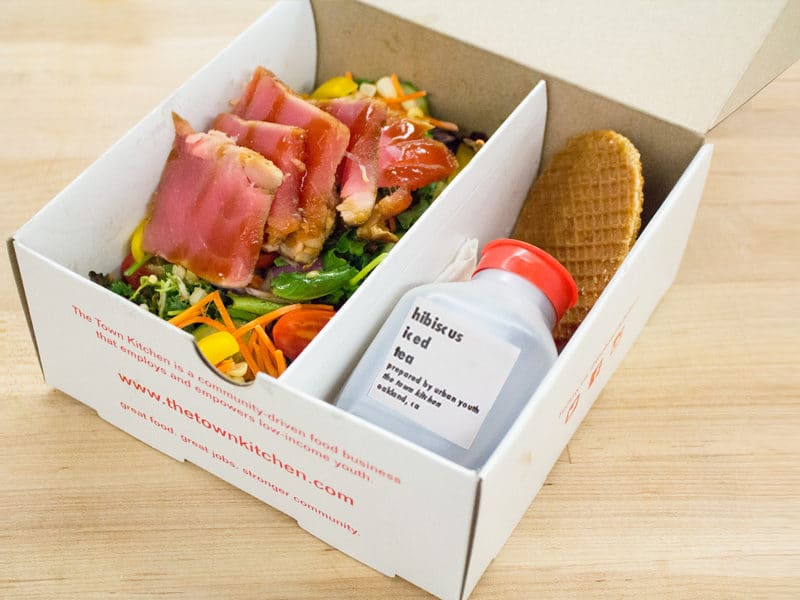 hibiscus
iced
tea
prepared by urban youth
the town kitchen
oakland, ca
The Town Kitchen is a community-driven food business
that employs and empowers low-income youth.
www.thetownkitchen.com
great food. great jobs. stronger community.